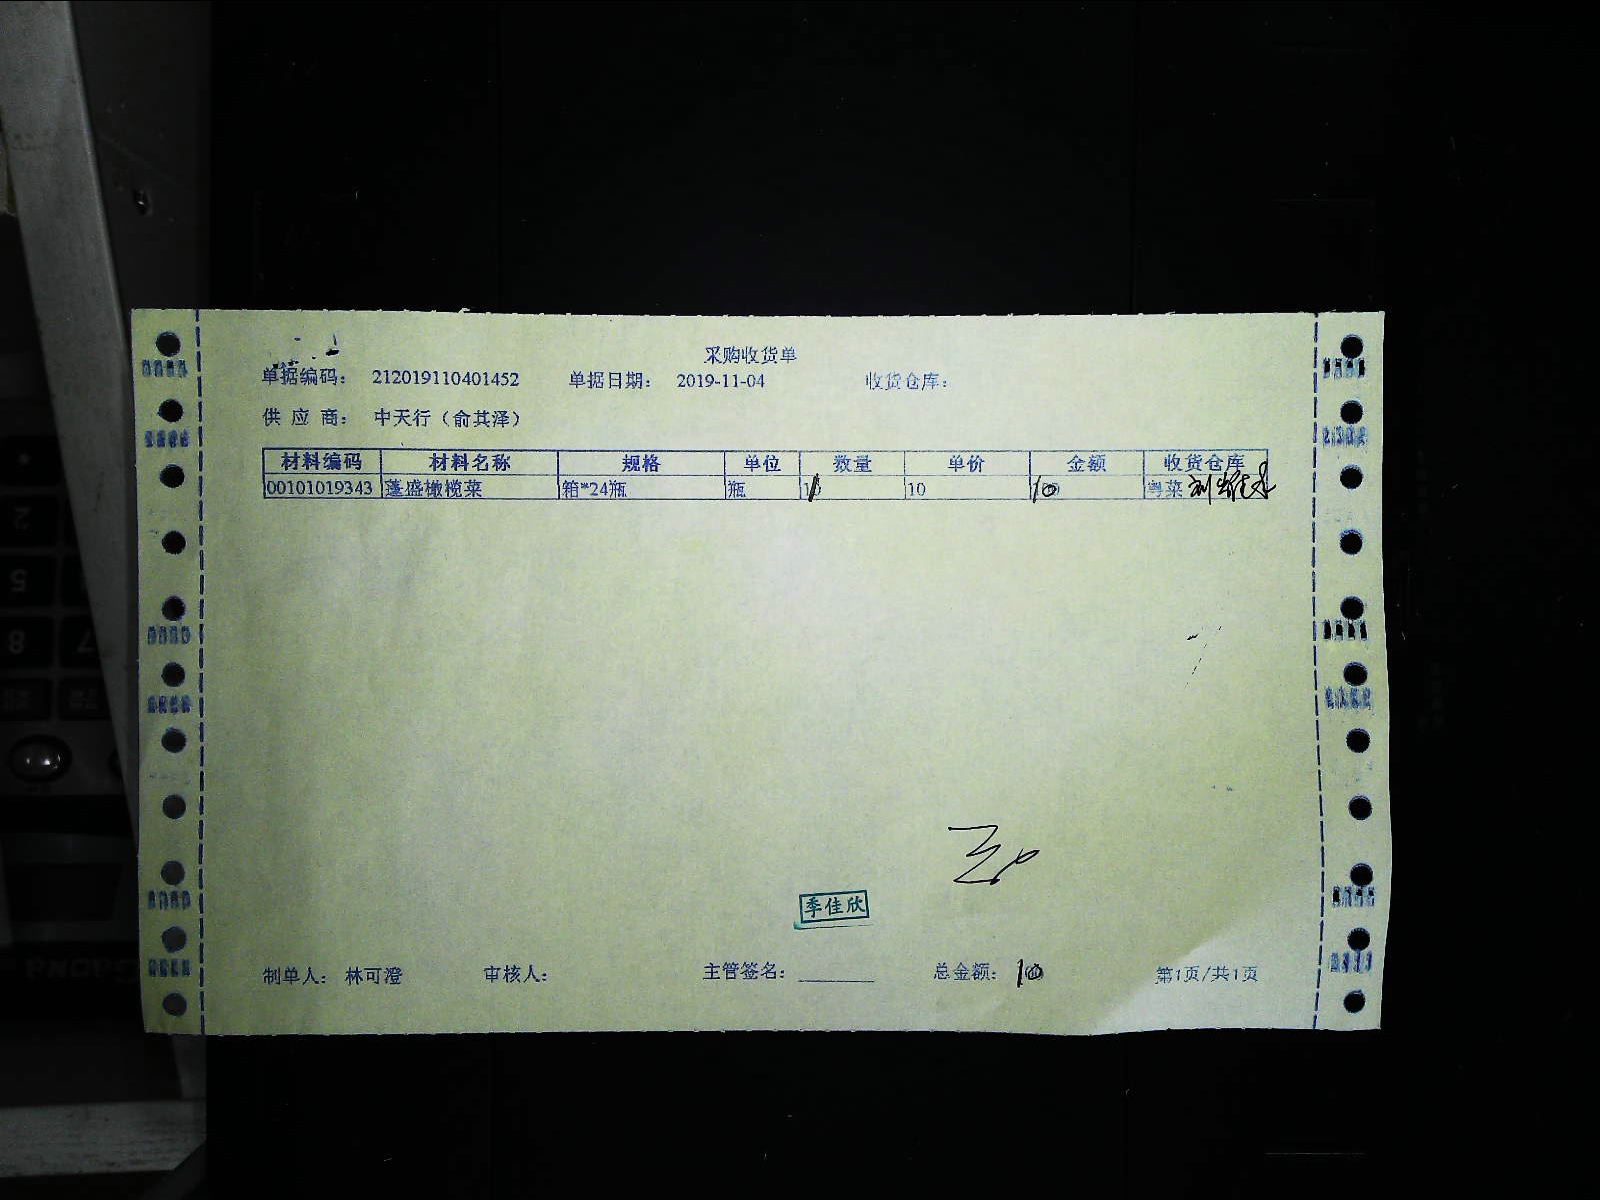 采购收货单
单据编码： 212019110401452 单据日期： 2019-11-04 收货仓库：
供 应 商： 中天行（俞其泽）
材料编码 材料名称 规格 单位 数量 单价 金额 收货仓库
00101019343 蓬盛橄榄菜 箱*24瓶 瓶 10 粤菜
季佳欣
制单人： 林可澄 审核人： 主管签名： 总金额： 第1页/共1页